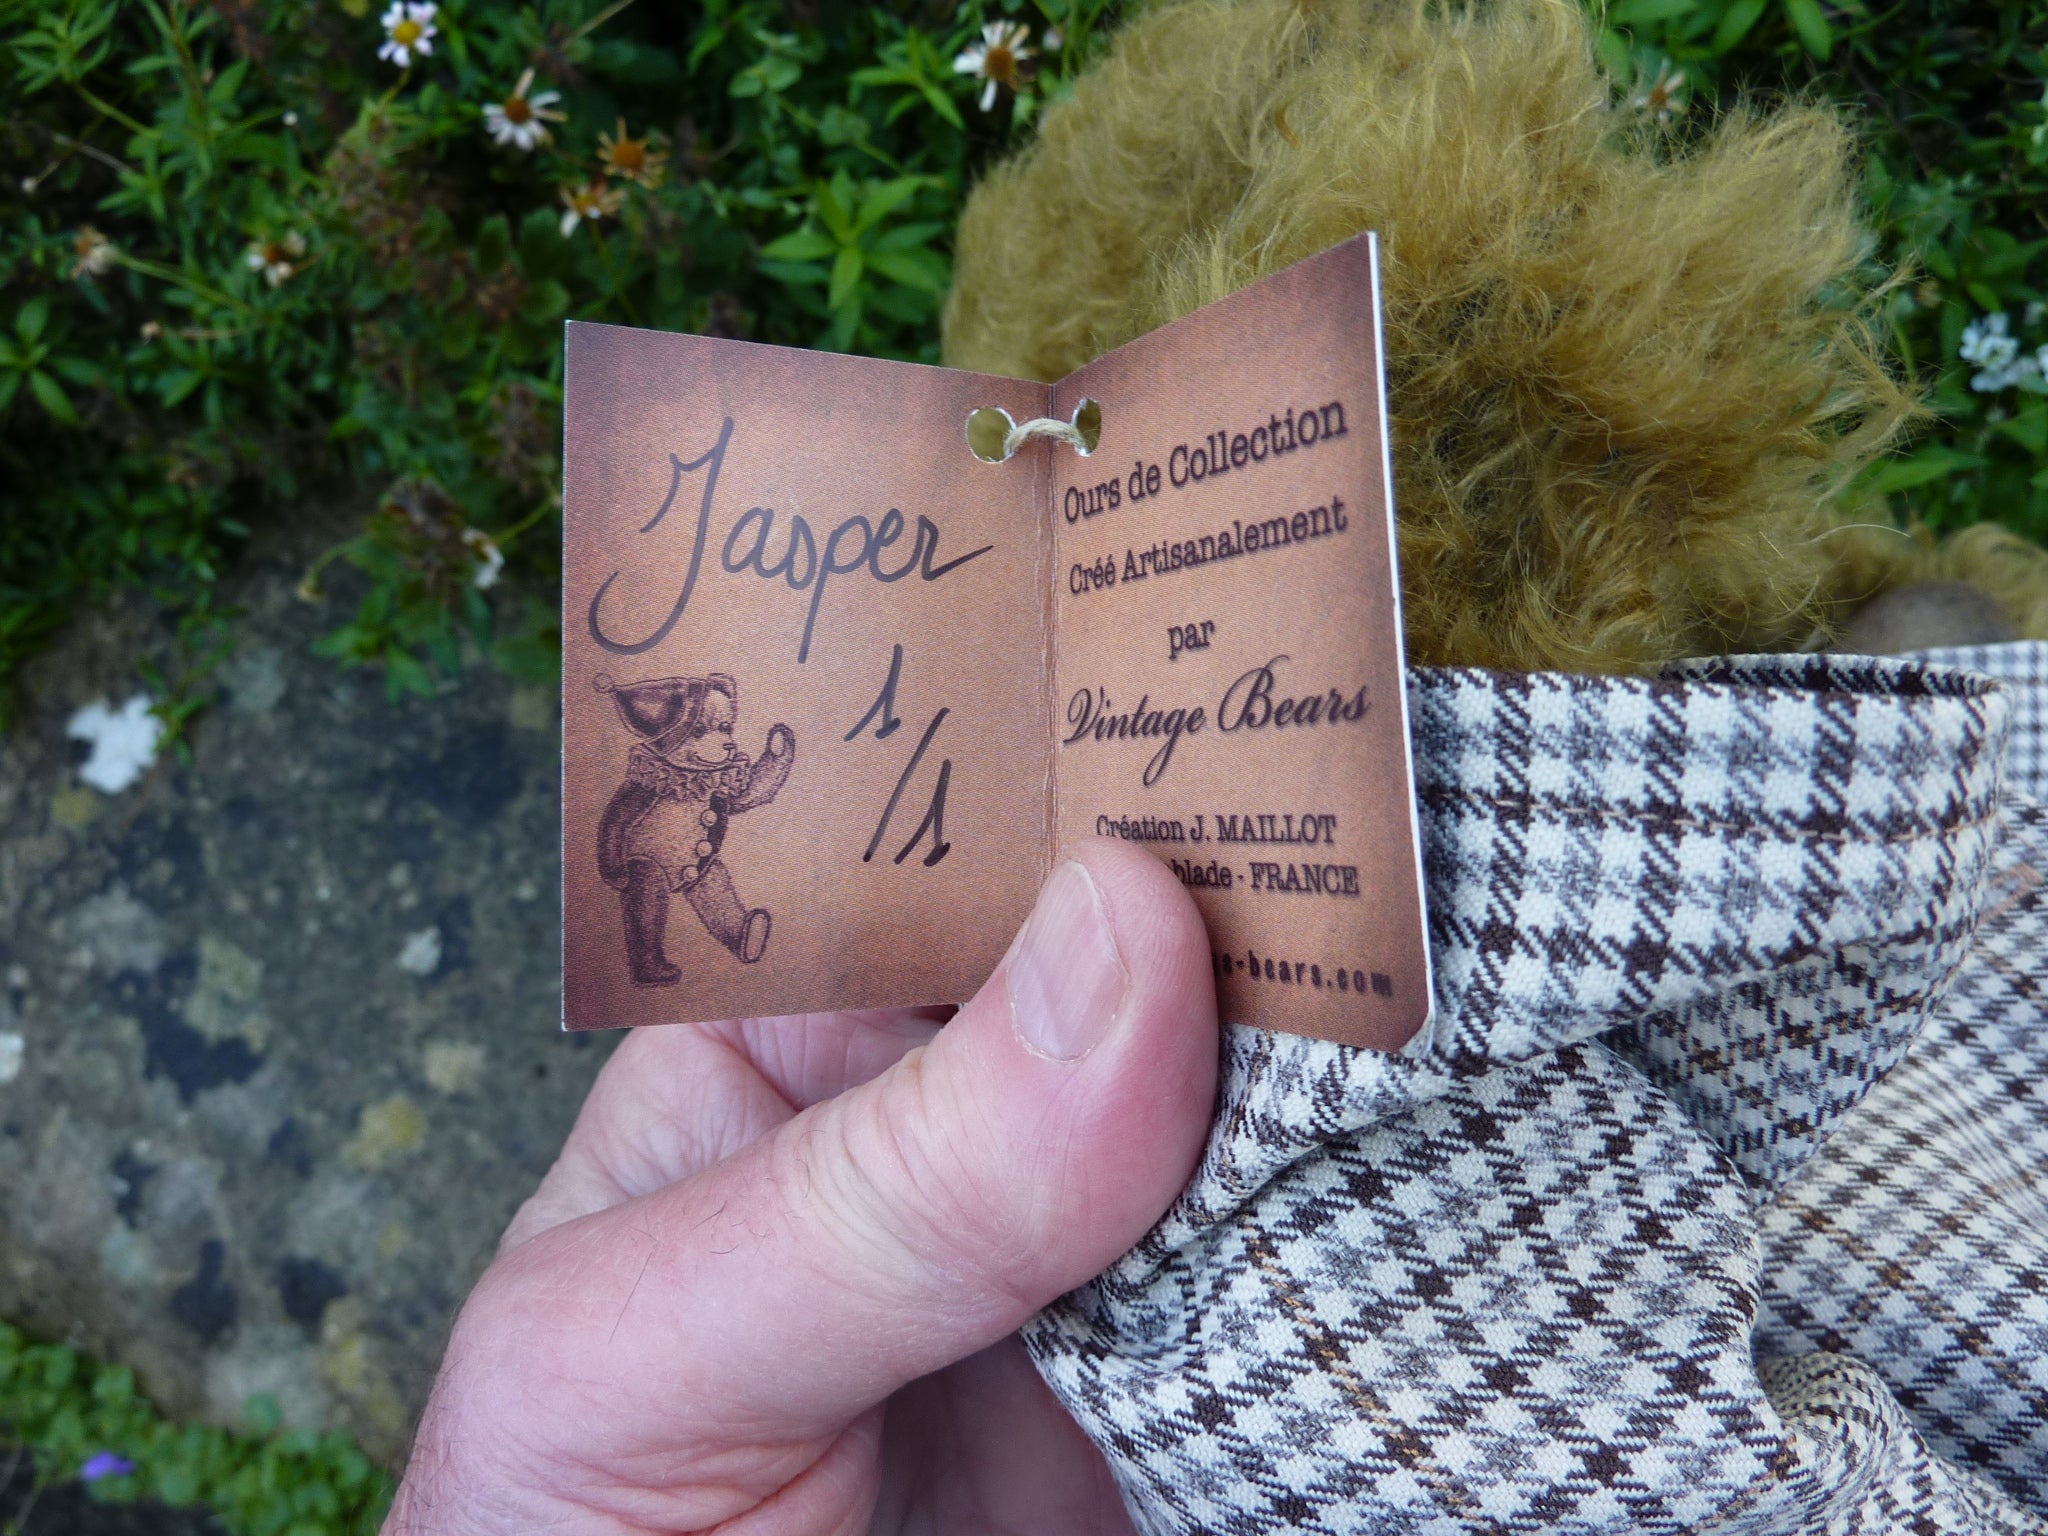 Jasper
1/1
Ours de Collection
Créé Artisanalement
par
Vintage Bears
Création J. MAILLOT
- FRANCE